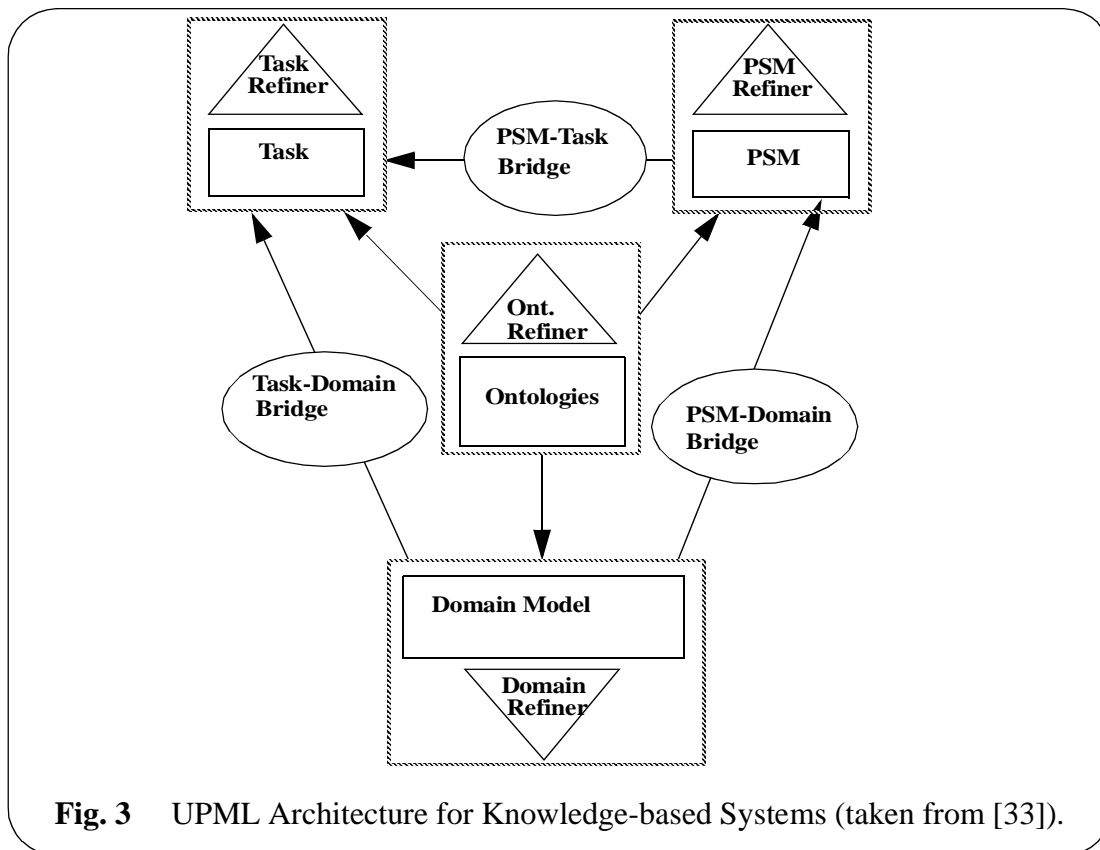 Task
Refiner
Task
PSM-Task
Bridge
PSM
Refiner
PSM
Ont.
Refiner
Ontologies
Task-Domain
Bridge
PSM-Domain
Bridge
Domain Model
Domain
Refiner
Fig. 3 UPML Architecture for Knowledge-based Systems (taken from [33]).